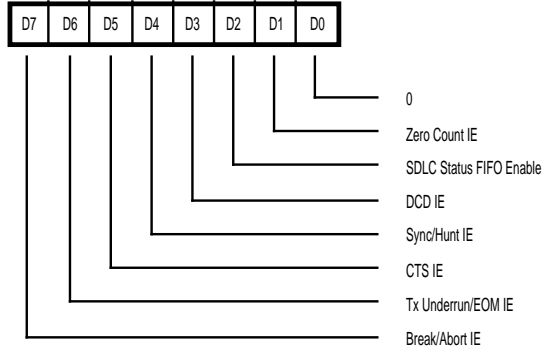 D7 D6 D5 D4 D3 D2 D1 D0
0
Zero Count IE
SDLC Status FIFO Enable
DCD IE
Sync/Hunt IE
CTS IE
Tx Underrun/EOM IE
Break/Abort IE